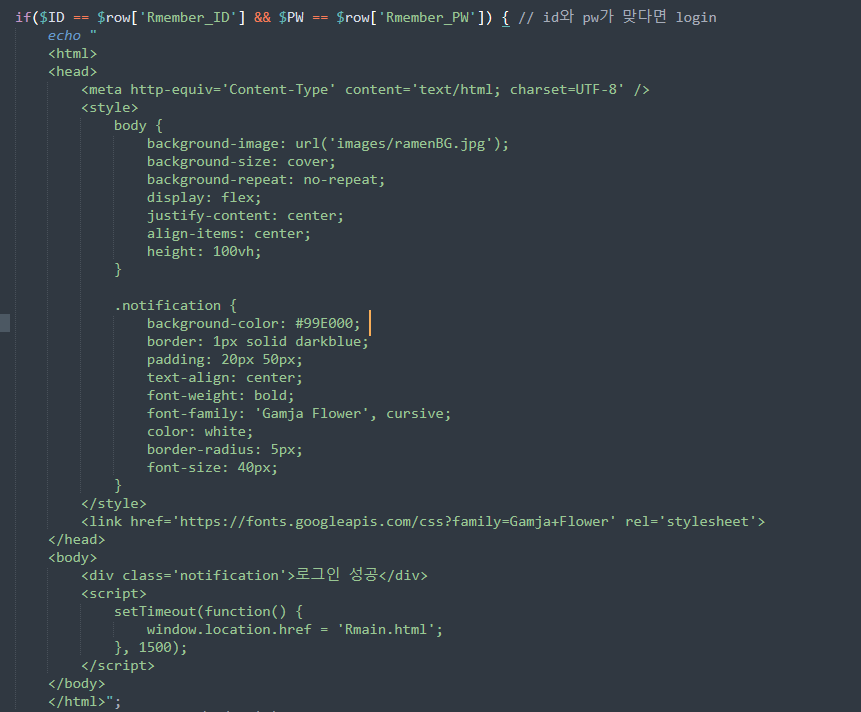 if($ID == $row['Rmember_ID'] && $PW == $row['Rmember_PW']) { // id와 pw가 맞다면 login
echo "
<html>
<head>
<meta http-equiv='Content-Type' content='text/html; charset=UTF-8' />
<style>
body {
background-image: url('images/ramenBG.jpg');
background-size: cover;
background-repeat: no-repeat;
display: flex;
justify-content: center;
align-items: center;
height: 100vh;
}
.notification {
background-color: #99E000;
border: 1px solid darkblue;
padding: 20px 50px;
text-align: center;
font-weight: bold;
font-family: 'Gamja Flower', cursive;
color: white;
border-radius: 5px;
font-size: 40px;
}
</style>
<link href='https://fonts.googleapis.com/css?family=Gamja+Flower' rel='stylesheet'>
</head>
<body>
<div class='notification'>로그인 성공</div>
<script>
setTimeout(function() {
window.location.href = 'Rmain.html';
}, 1500);
</script>
</body>
</html>";